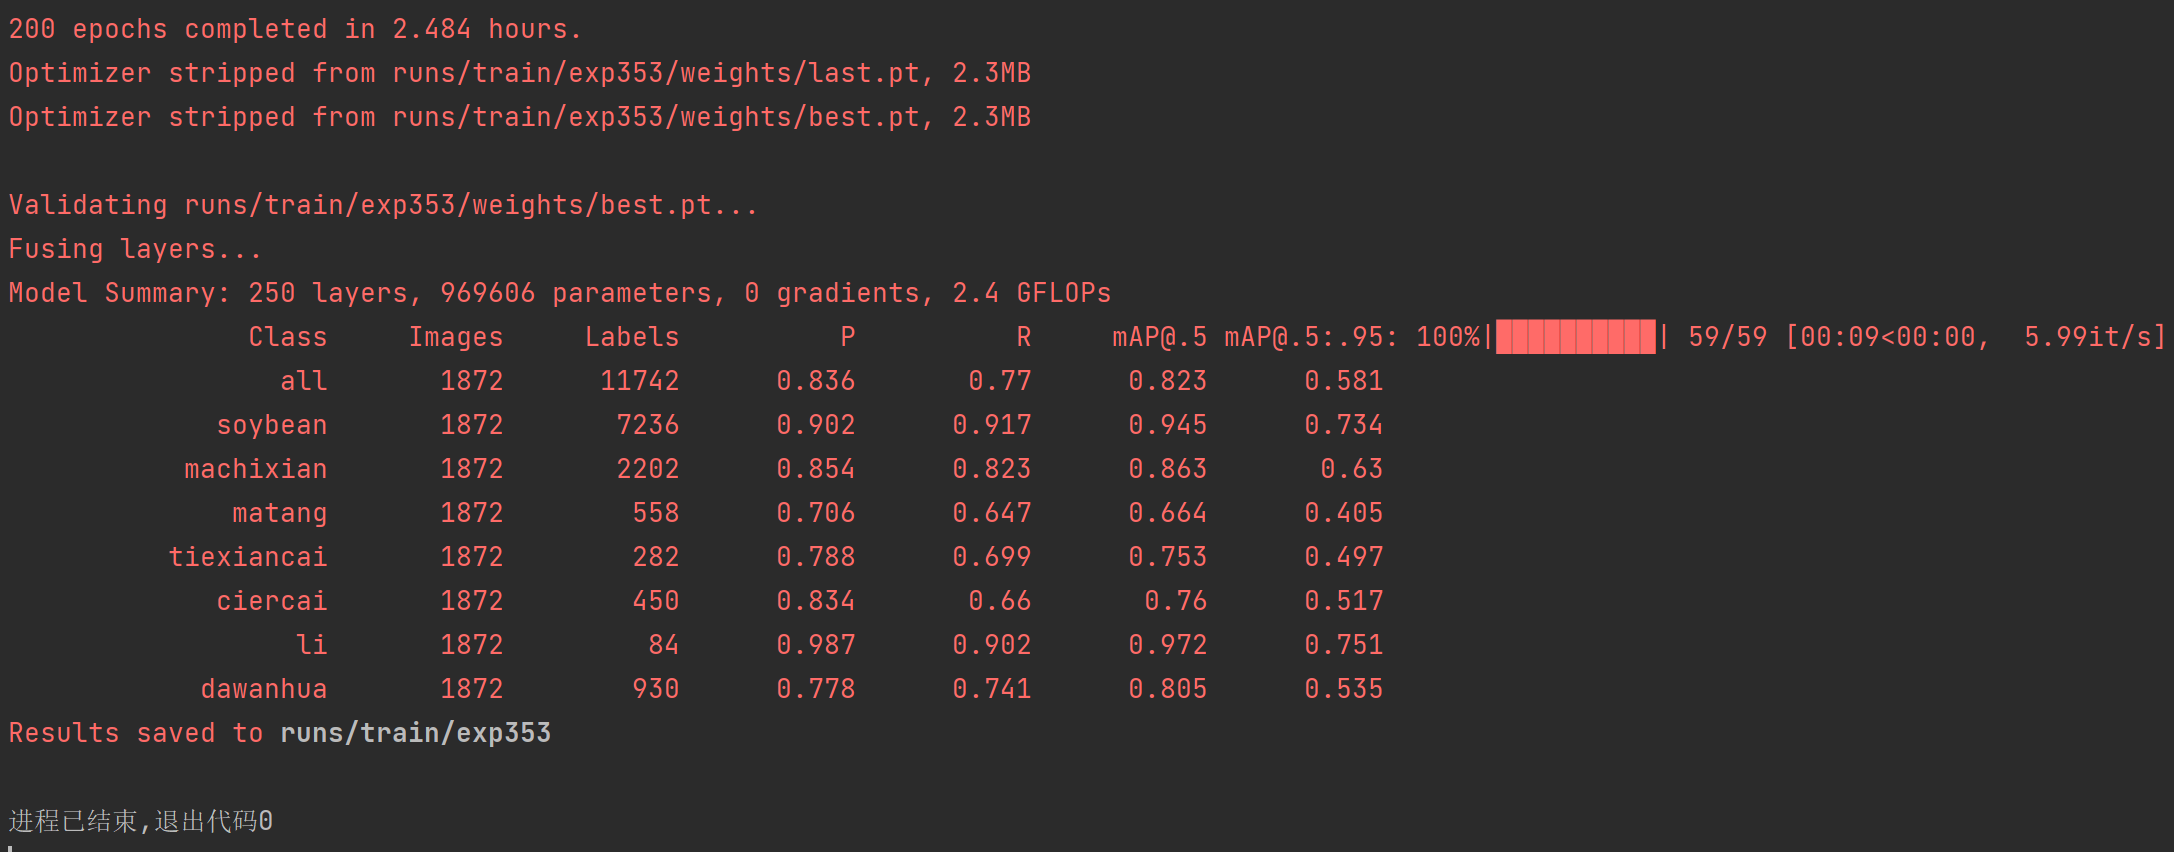 200 epochs completed in 2.484 hours.
Optimizer stripped from runs/train/exp353/weights/last.pt, 2.3MB
Optimizer stripped from runs/train/exp353/weights/best.pt, 2.3MB
Validating runs/train/exp353/weights/best.pt...
Fusing layers...
Model Summary: 250 layers, 969606 parameters, 0 gradients, 2.4 GFLOPs
Class Images Labels P R mAP@.5 mAP@.5:.95: 100%|██████████| 59/59 [00:09<00:00, 5.99it/s]
all 1872 11742 0.836 0.77 0.823 0.581
soybean 1872 7236 0.902 0.917 0.945 0.734
machixian 1872 2202 0.854 0.823 0.863 0.63
matang 1872 558 0.706 0.647 0.664 0.405
tiexiancai 1872 282 0.788 0.699 0.753 0.497
ciercai 1872 450 0.834 0.66 0.76 0.517
li 1872 84 0.987 0.902 0.972 0.751
dawanhua 1872 930 0.778 0.741 0.805 0.535
Results saved to runs/train/exp353
进程已结束,退出代码0